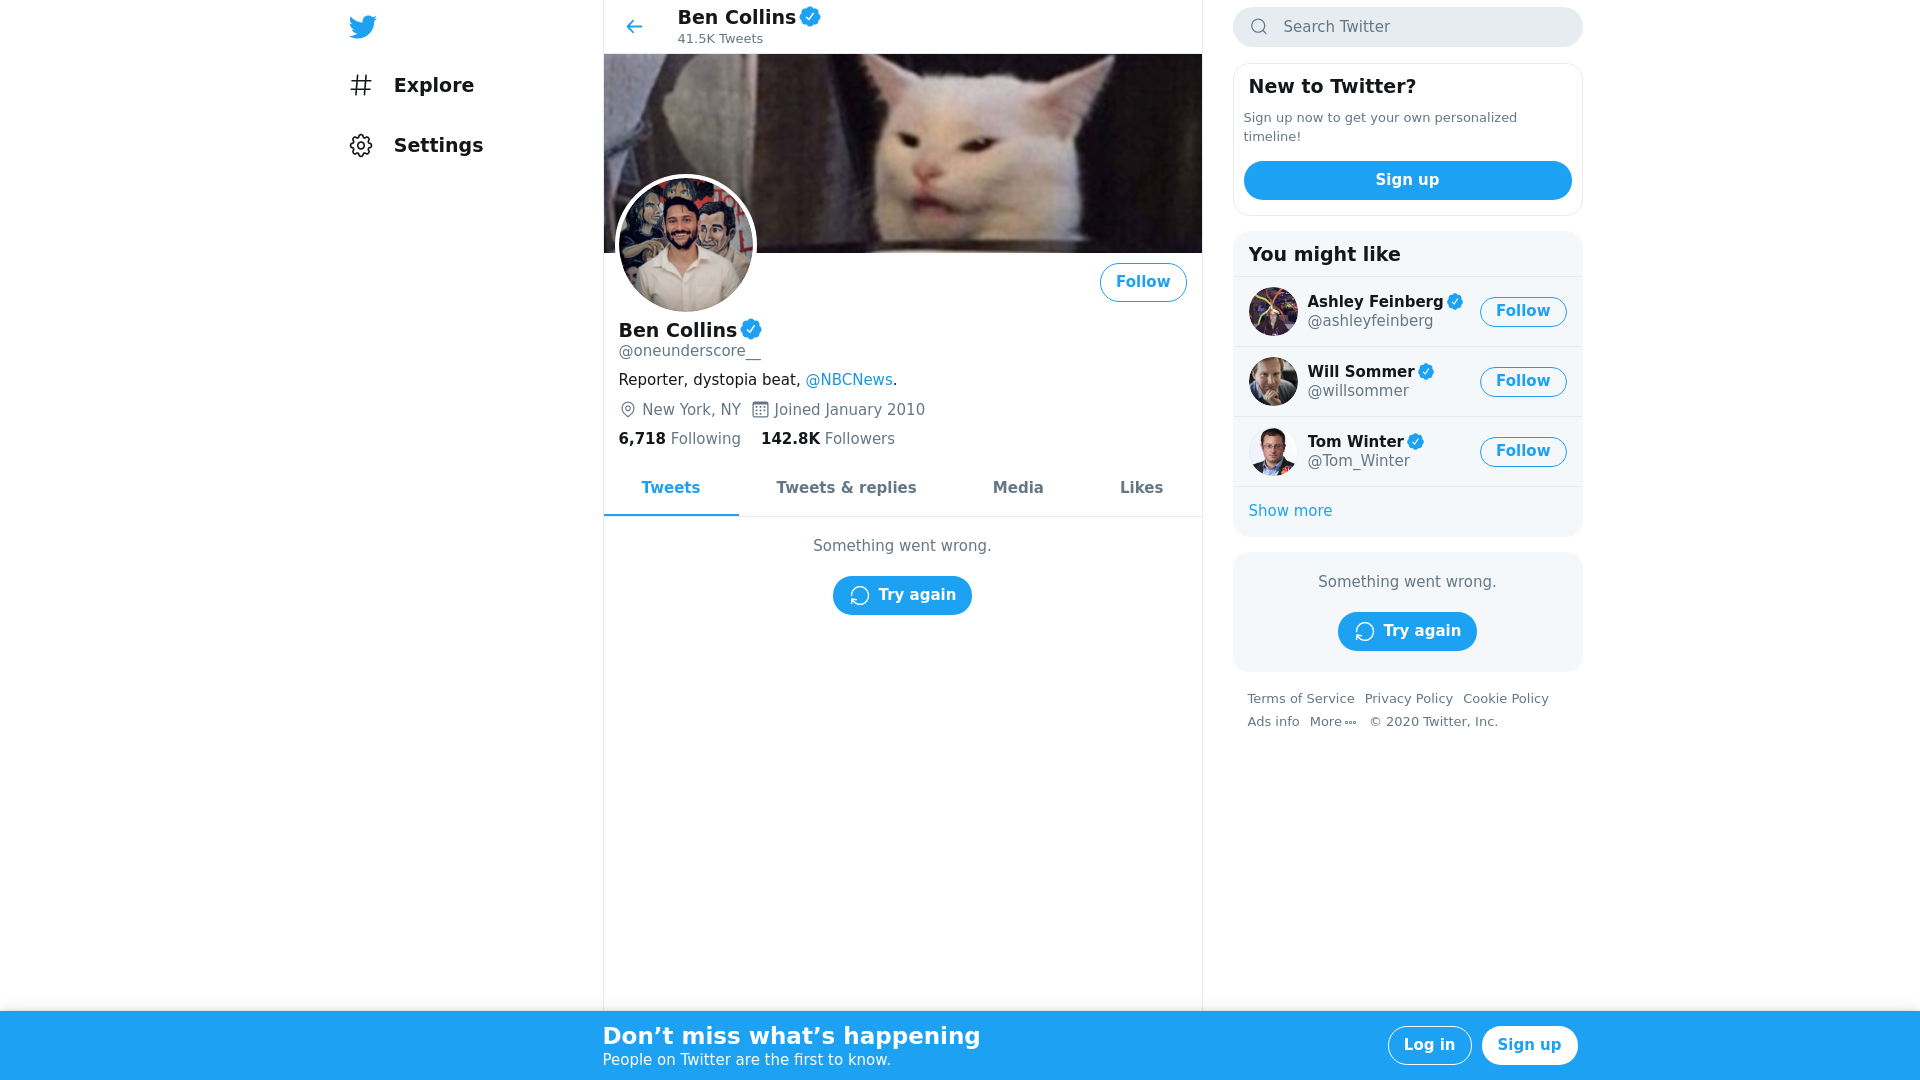 Explore
Settings
Ben Collins
41.5K Tweets
Follow
Ben Collins
@oneunderscore__
Reporter, dystopia beat, @NBCNews.
New York, NY Joined January 2010
6,718 Following 142.8K Followers
Tweets Tweets & replies Media Likes
Something went wrong.
Try again
Search Twitter
New to Twitter?
Sign up now to get your own personalized
timeline!
Sign up
You might like
Ashley Feinberg
@ashleyfeinberg
Follow
Will Sommer
@willsommer
Follow
Tom Winter
@Tom_Winter
Follow
Show more
Something went wrong.
Try again
Terms of Service Privacy Policy Cookie Policy
Ads info More © 2020 Twitter, Inc.
Don’t miss what’s happening
People on Twitter are the first to know.
Log in
Sign up